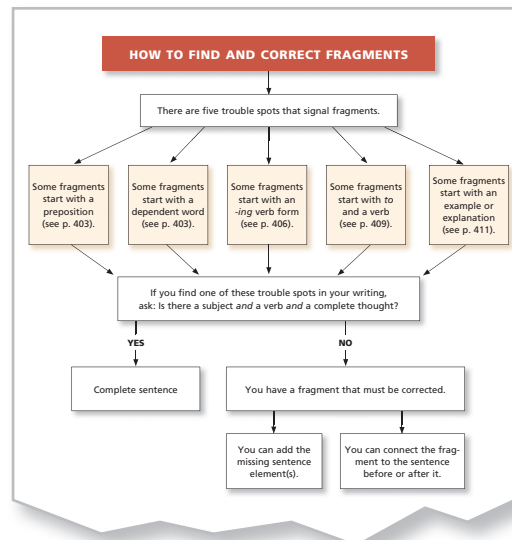 HOW TO FIND AND CORRECT FRAGMENTS
There are five trouble spots that signal fragments.
Some fragments
start with a
preposition
(see p. 403).
Some fragments
start with a
dependent word
(see p. 403).
Some fragments
start with an
-ing verb form
(see p. 406).
Some fragments
start with to
and a verb
(see p. 409).
Some fragments
start with an
example or
explanation
(see p. 411).
If you find one of these trouble spots in your writing,
ask: Is there a subject and a verb and a complete thought?
YES
NO
Complete sentence
You have a fragment that must be corrected.
You can add the
missing sentence
element(s).
You can connect the frag-
ment to the sentence
before or after it.